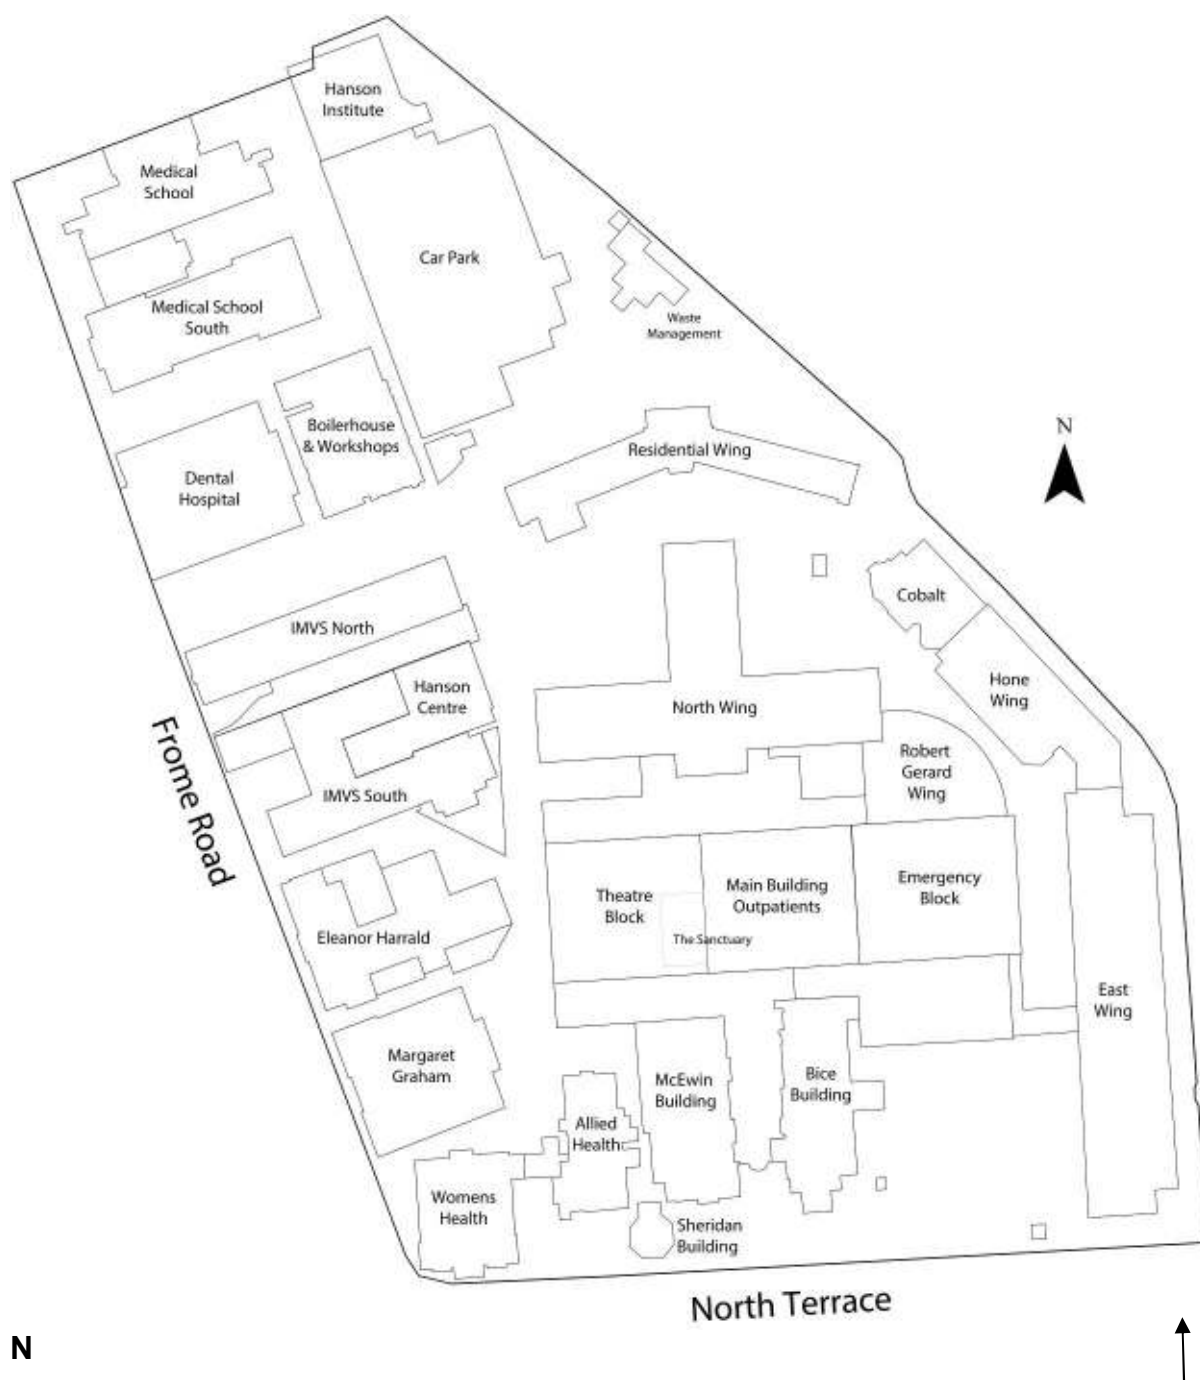 Hanson
Institute
Medical
School
Car Park
Medical School
South
Waste
Management
Boilerhouse
& Workshops
Residential Wing
N
Dental
Hospital
Cobalt
IMVS North
Hanson
Centre
Hone
Wing
North Wing
Frome Road
Robert
Gerard
Wing
IMVS South
Theatre
Block
Main Building
Outpatients
Emergency
Block
The Sanctuary
Eleanor Harrald
East
Wing
Margaret
Graham
McEwin
Building
Bice
Building
Allied
Health
Womens
Health
Sheridan
Building
North Terrace
N